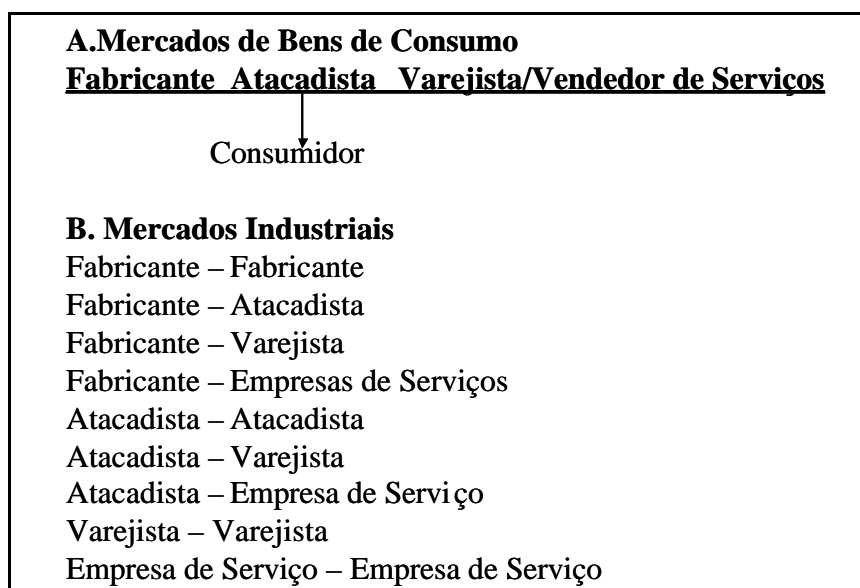 A.Mercados de Bens de Consumo
Fabricante Atacadista Varejista/Vendedor de Serviços
Consumidor
B. Mercados Industriais
Fabricante – Fabricante
Fabricante – Atacadista
Fabricante – Varejista
Fabricante – Empresas de Serviços
Atacadista – Atacadista
Atacadista – Varejista
Atacadista – Empresa de Serviço
Varejista – Varejista
Empresa de Serviço – Empresa de Serviço